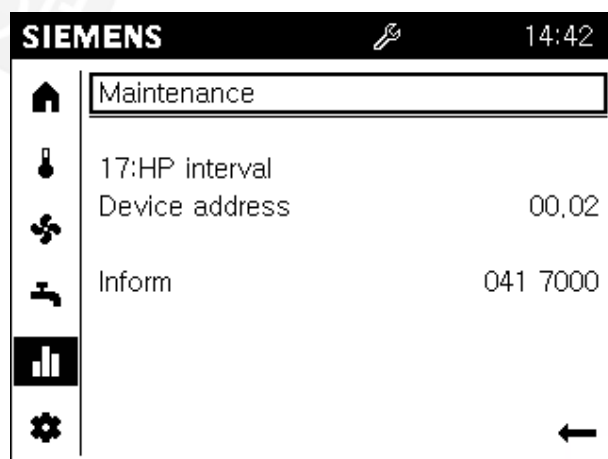 SIEMENS 14:42
Maintenance
17:HP interval
Device address 00.02
Inform 041 7000